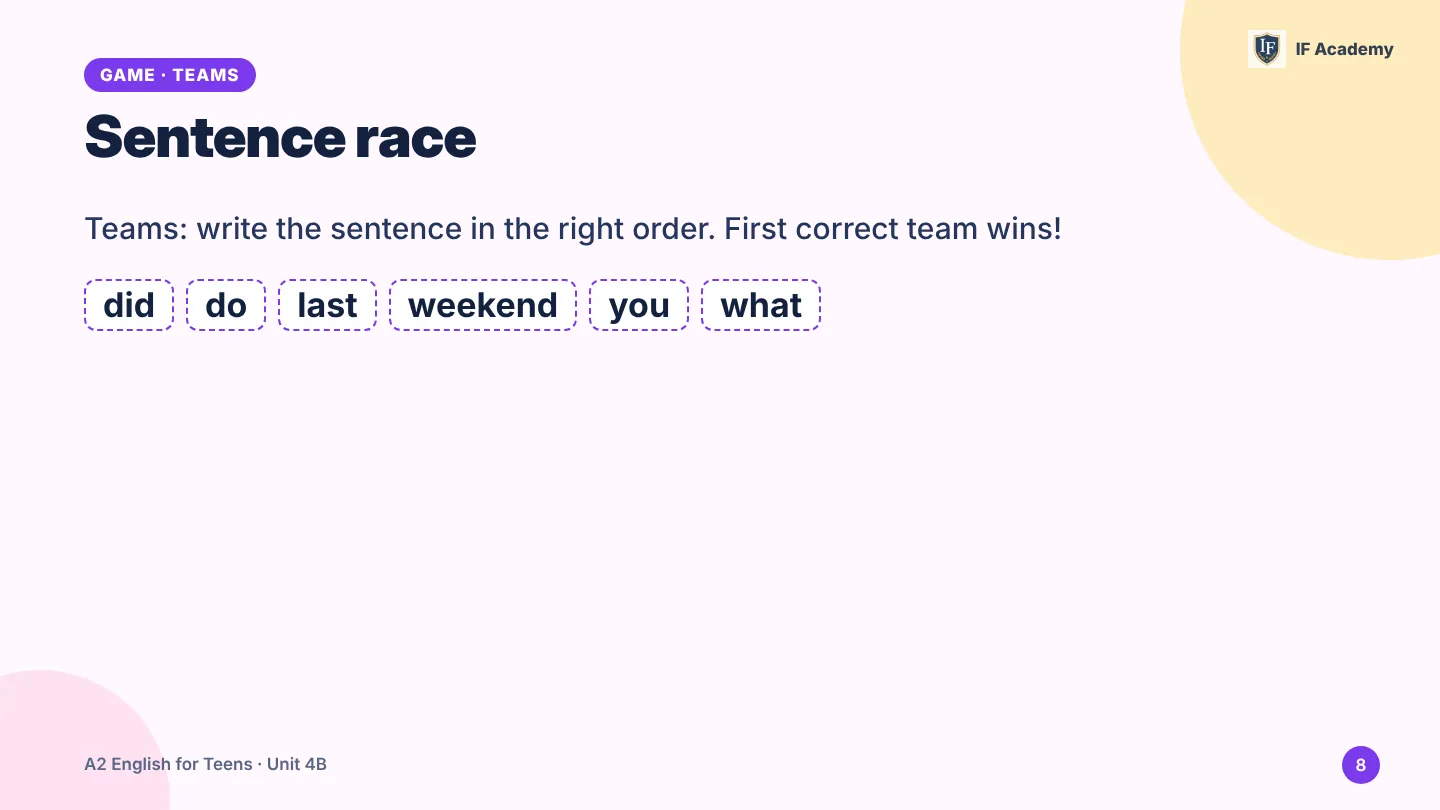 IF Academy
GAME · TEAMS
Sentence race
Teams: write the sentence in the right order. First correct team wins!
did do last weekend you what
A2 English for Teens · Unit 4B
8